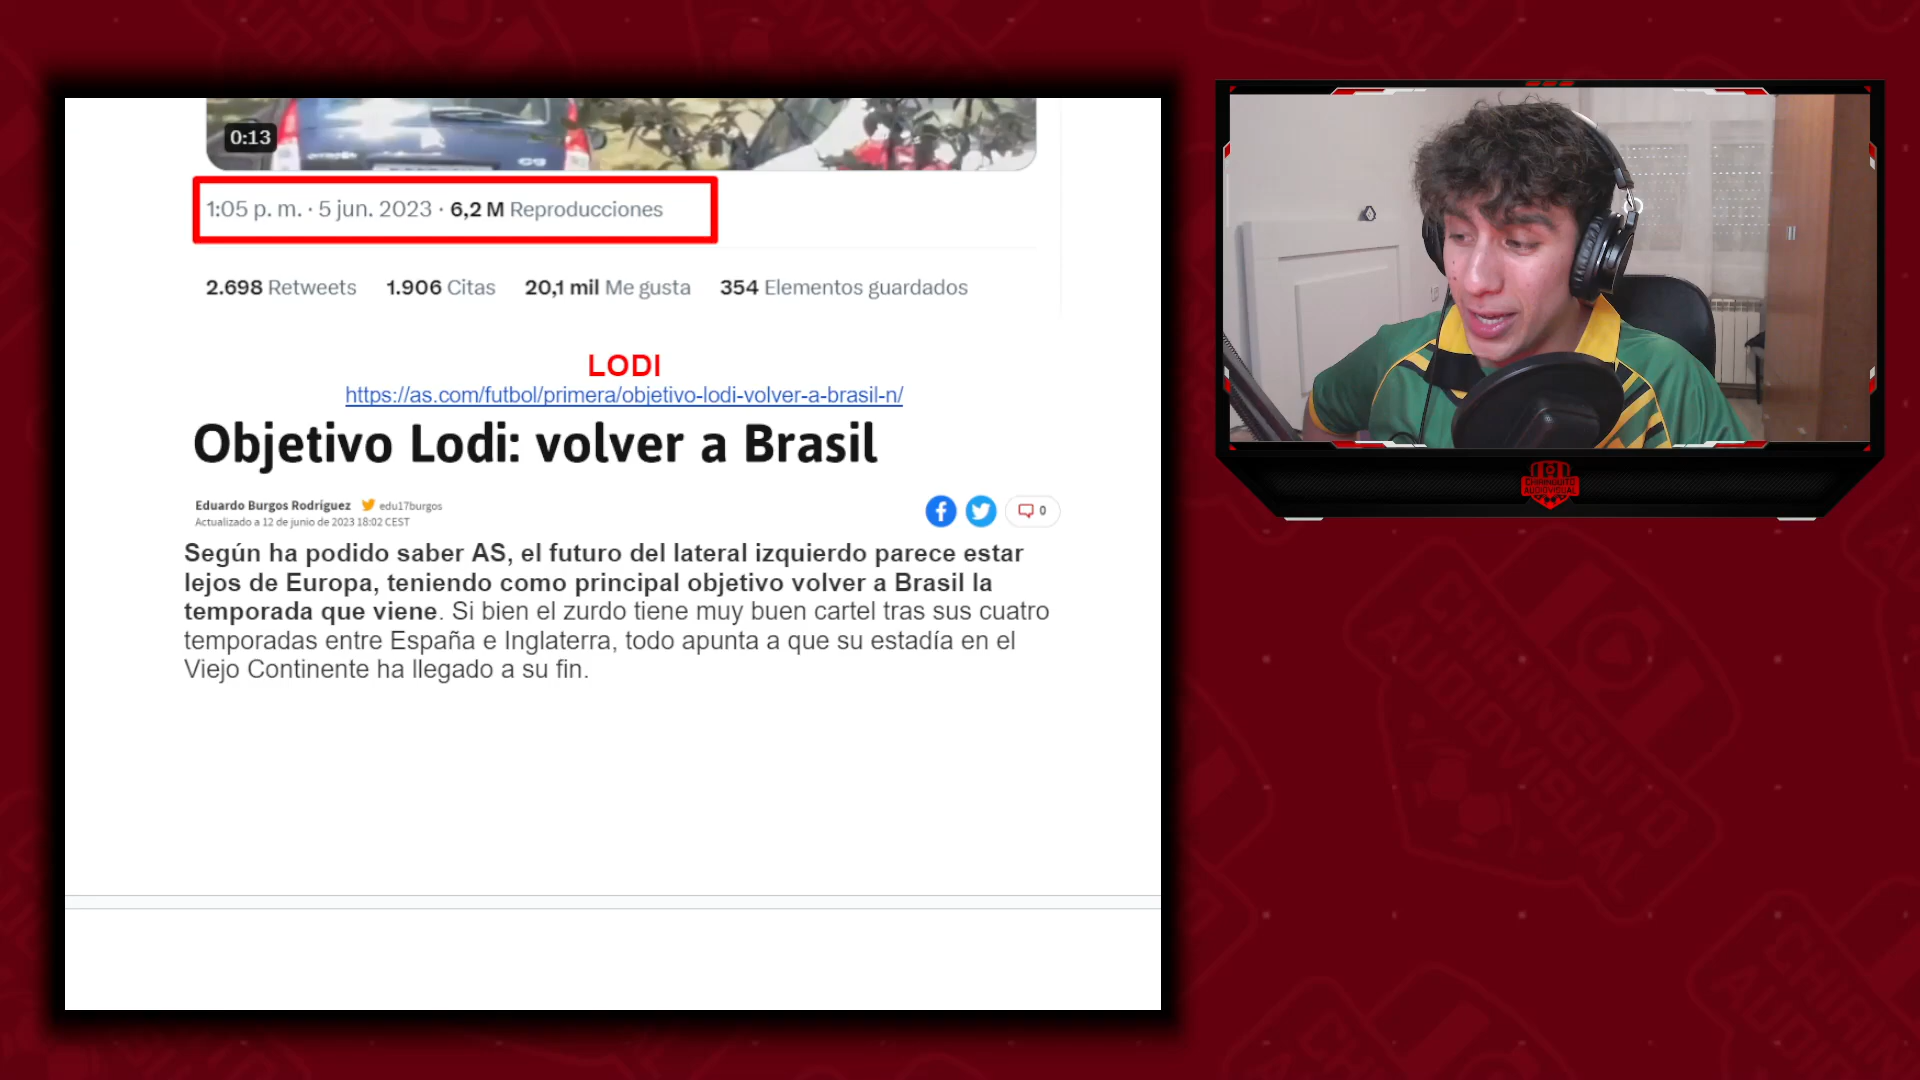 0:13
1:05 p. m. · 5 jun. 2023 · 6,2 M Reproducciones
2.698 Retweets 1.906 Citas 20,1 mil Me gusta 354 Elementos guardados
LODI
https://as.com/futbol/primera/objetivo-lodi-volver-a-brasil-n/
Objetivo Lodi: volver a Brasil
Eduardo Burgos Rodríguez edu17burgos
Actualizado a 12 de junio de 2023 18:02 CEST
0
Según ha podido saber AS, el futuro del lateral izquierdo parece estar
lejos de Europa, teniendo como principal objetivo volver a Brasil la
temporada que viene. Si bien el zurdo tiene muy buen cartel tras sus cuatro
temporadas entre España e Inglaterra, todo apunta a que su estadía en el
Viejo Continente ha llegado a su fin.
CHIRINGUITO
AUDIOVISUAL